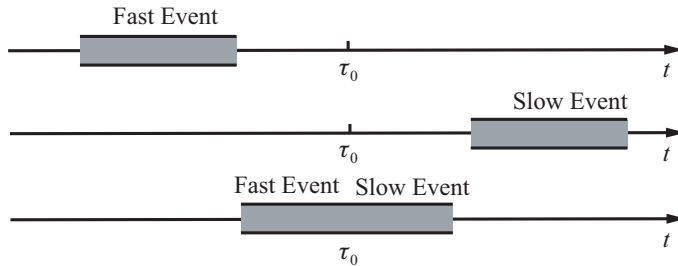 Fast Event
τ₀ t
Slow Event
τ₀ t
Fast Event Slow Event
τ₀ t